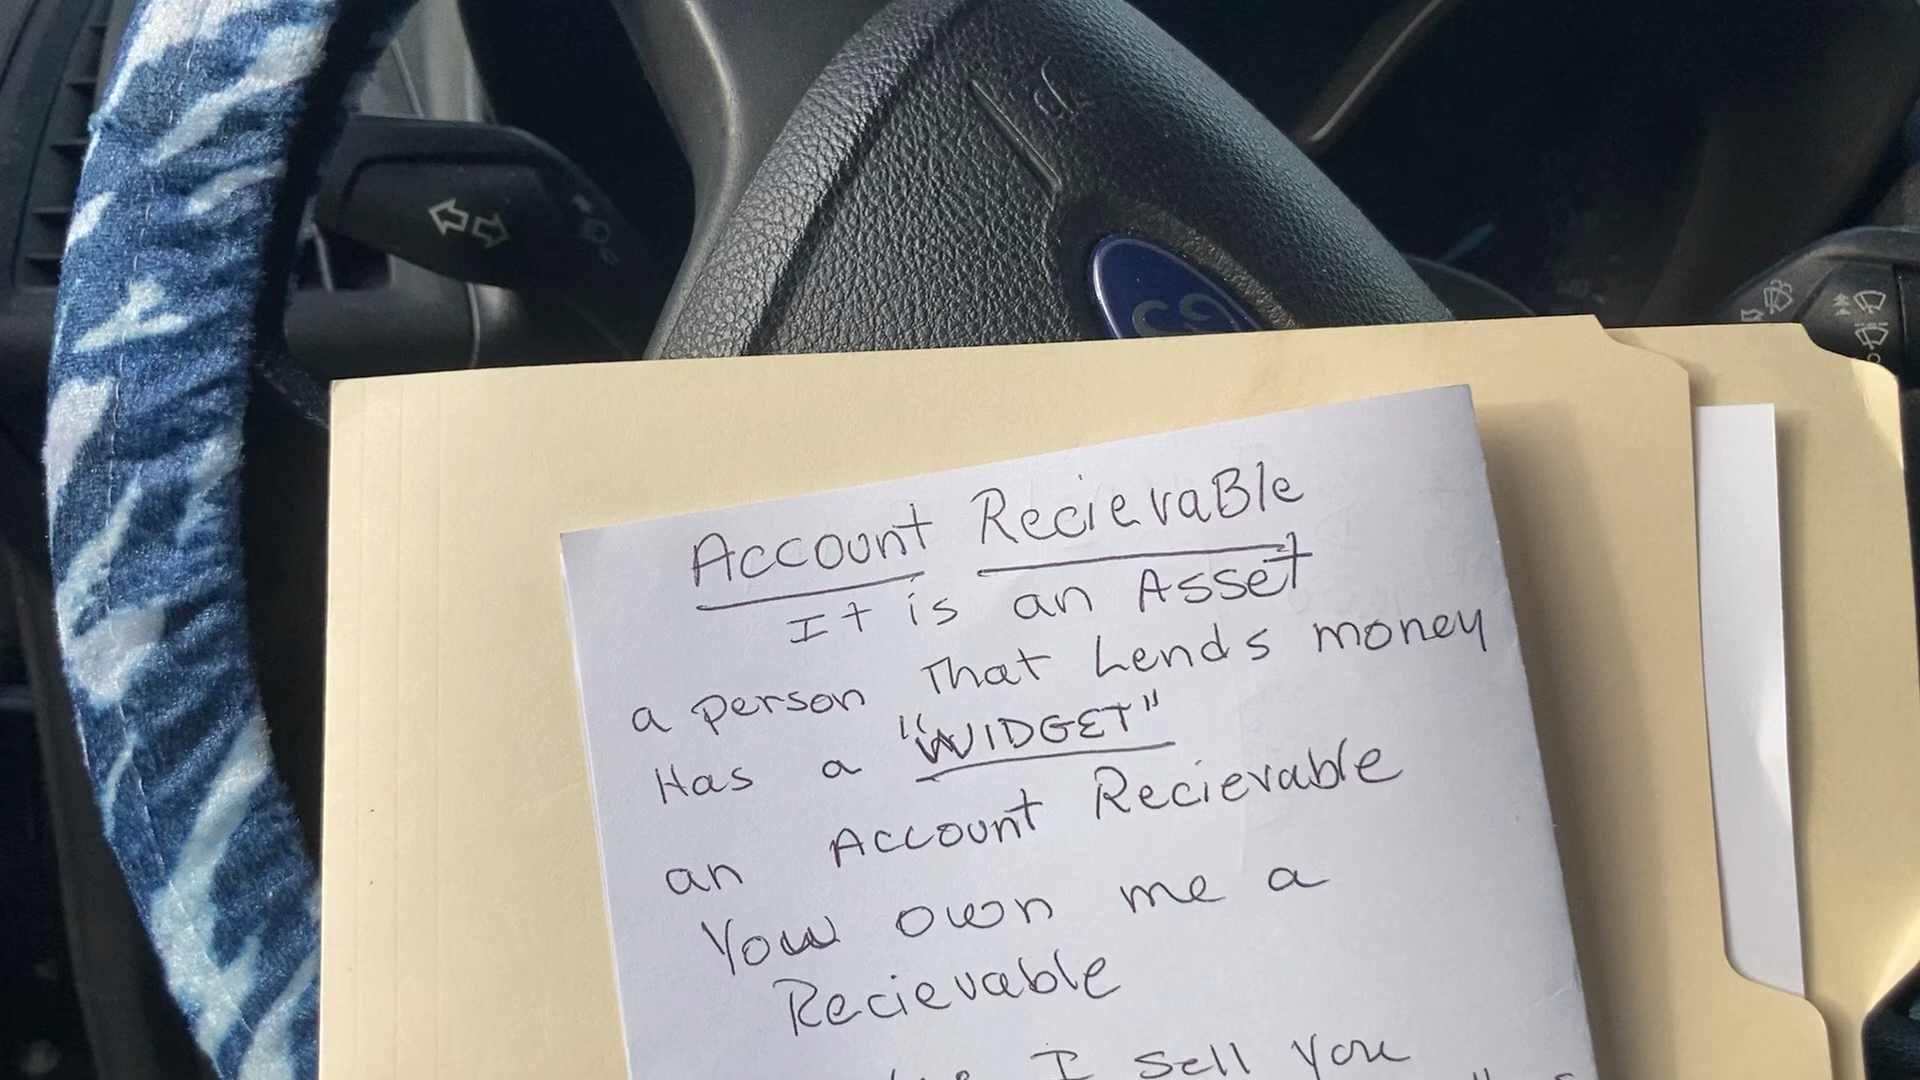 Account RecievaBle
It is an Asset
a person That Lends money
Has a "WIDGET"
an Account Recievable
You own me a
Recievable
I sell You